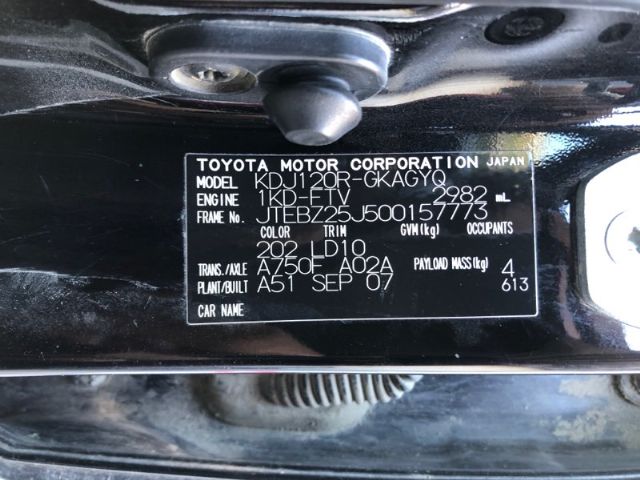 TOYOTA MOTOR CORPORATION JAPAN
MODEL KDJ120R-GKAGYQ
ENGINE 1KD-FTV 2982 mL
FRAME No. JTEBZ25J500157773
COLOR TRIM GVM(kg) OCCUPANTS
202 LD10
TRANS./AXLE A750F A02A PAYLOAD MASS(kg) 4
PLANT/BUILT A51 SEP 07 613
CAR NAME